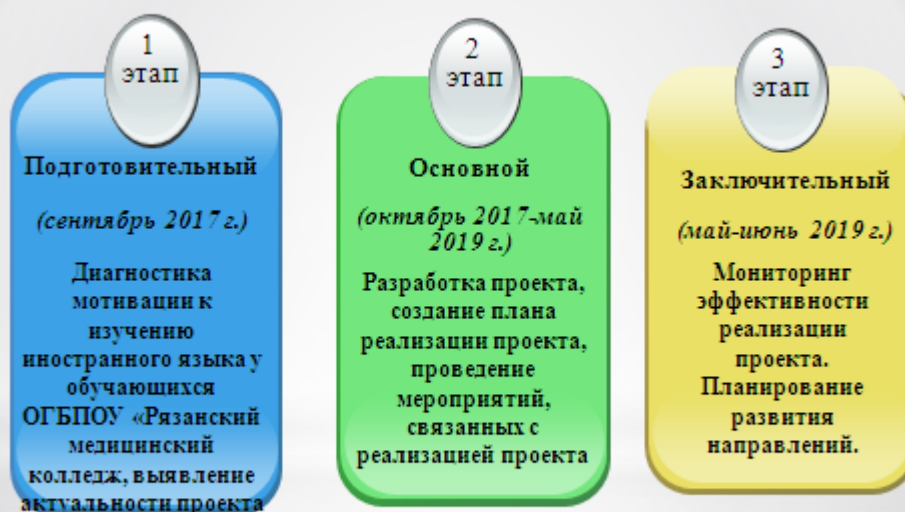 1
этап
Подготовительный
(сентябрь 2017 г.)
Диагностика
мотивации к
изучению
иностранного языка у
обучающихся
ОГБПОУ «Рязанский
медицинский
колледж, выявление
актуальности проекта
2
этап
Основной
(октябрь 2017-май
2019 г.)
Разработка проекта,
создание плана
реализации проекта,
проведение
мероприятий,
связанных с
реализацией проекта
3
этап
Заключительный
(май-июнь 2019 г.)
Мониторинг
эффективности
реализации
проекта.
Планирование
развития
направлений.